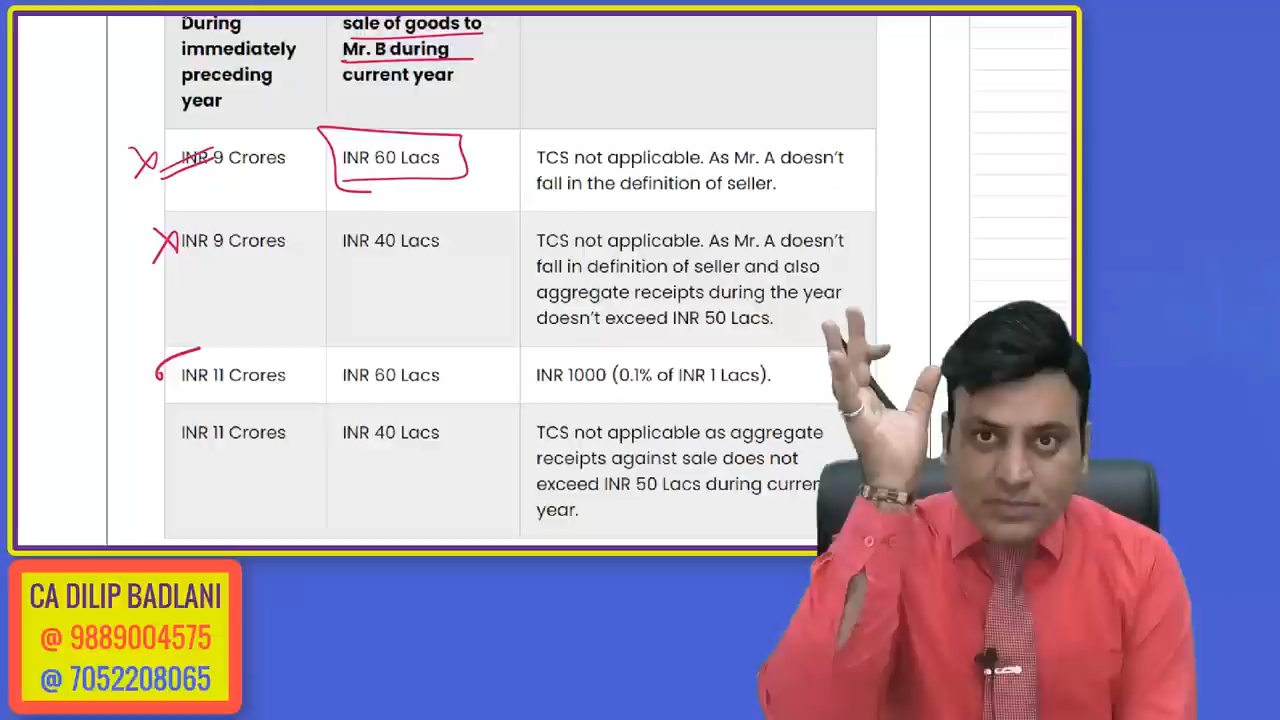 During
immediately
preceding
year
sale of goods to
Mr. B during
current year
INR 9 Crores
INR 60 Lacs
TCS not applicable. As Mr. A doesn’t
fall in the definition of seller.
INR 9 Crores
INR 40 Lacs
TCS not applicable. As Mr. A doesn’t
fall in definition of seller and also
aggregate receipts during the year
doesn’t exceed INR 50 Lacs.
INR 11 Crores
INR 60 Lacs
INR 1000 (0.1% of INR 1 Lacs).
INR 11 Crores
INR 40 Lacs
TCS not applicable as aggregate
receipts against sale does not
exceed INR 50 Lacs during
year.
CA DILIP BADLANI
@ 9889004575
@ 7052208065